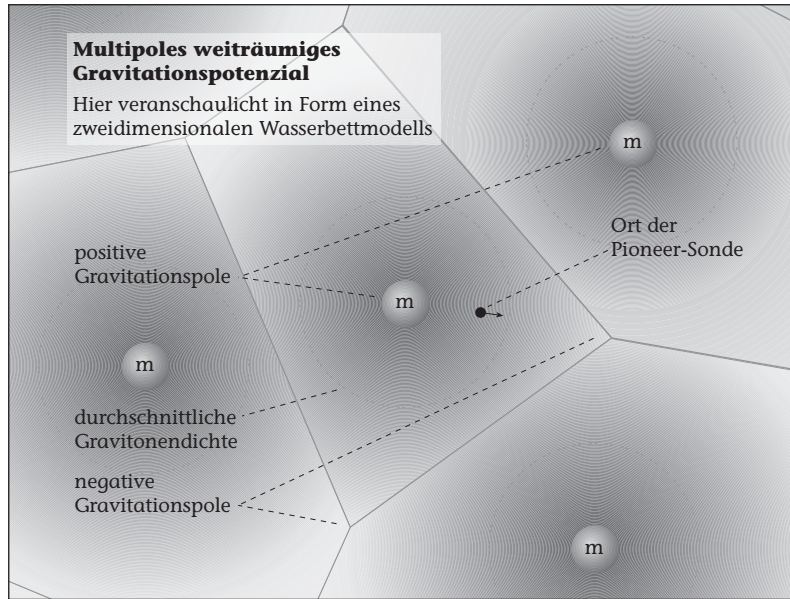 Multipoles weiträumiges
Gravitationspotenzial
Hier veranschaulicht in Form eines
zweidimensionalen Wasserbettmodells
m
Ort der
Pioneer-Sonde
positive
Gravitationspole
m
m
durchschnittliche
Gravitonendichte
negative
Gravitationspole
m